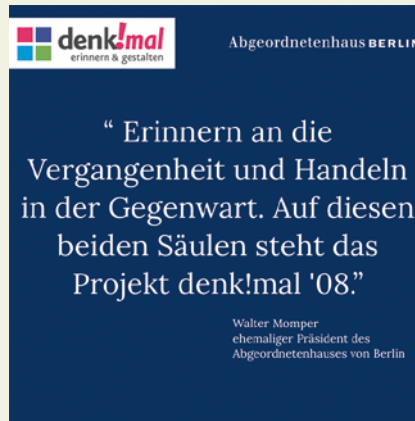 denk!mal
erinnern & gestalten
Abgeordnetenhaus BERLIN
“ Erinnern an die
Vergangenheit und Handeln
in der Gegenwart. Auf diesen
beiden Säulen steht das
Projekt denk!mal '08.”
Walter Momper
ehemaliger Präsident des
Abgeordnetenhauses von Berlin